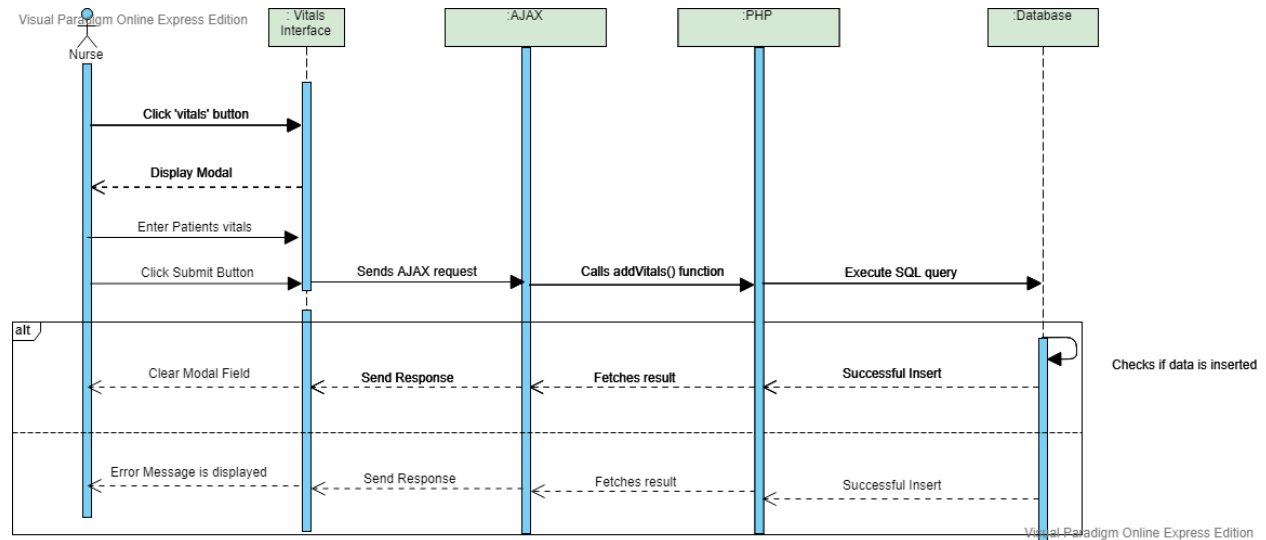 Visual Paradigm Online Express Edition
: Vitals
Interface
:AJAX
:PHP
:Database
Nurse
Click 'vitals' button
Display Modal
Enter Patients vitals
Click Submit Button
Sends AJAX request
Calls addVitals() function
Execute SQL query
alt
Checks if data is inserted
Clear Modal Field
Send Response
Fetches result
Successful Insert
Error Message is displayed
Send Response
Fetches result
Successful Insert
Visual Paradigm Online Express Edition